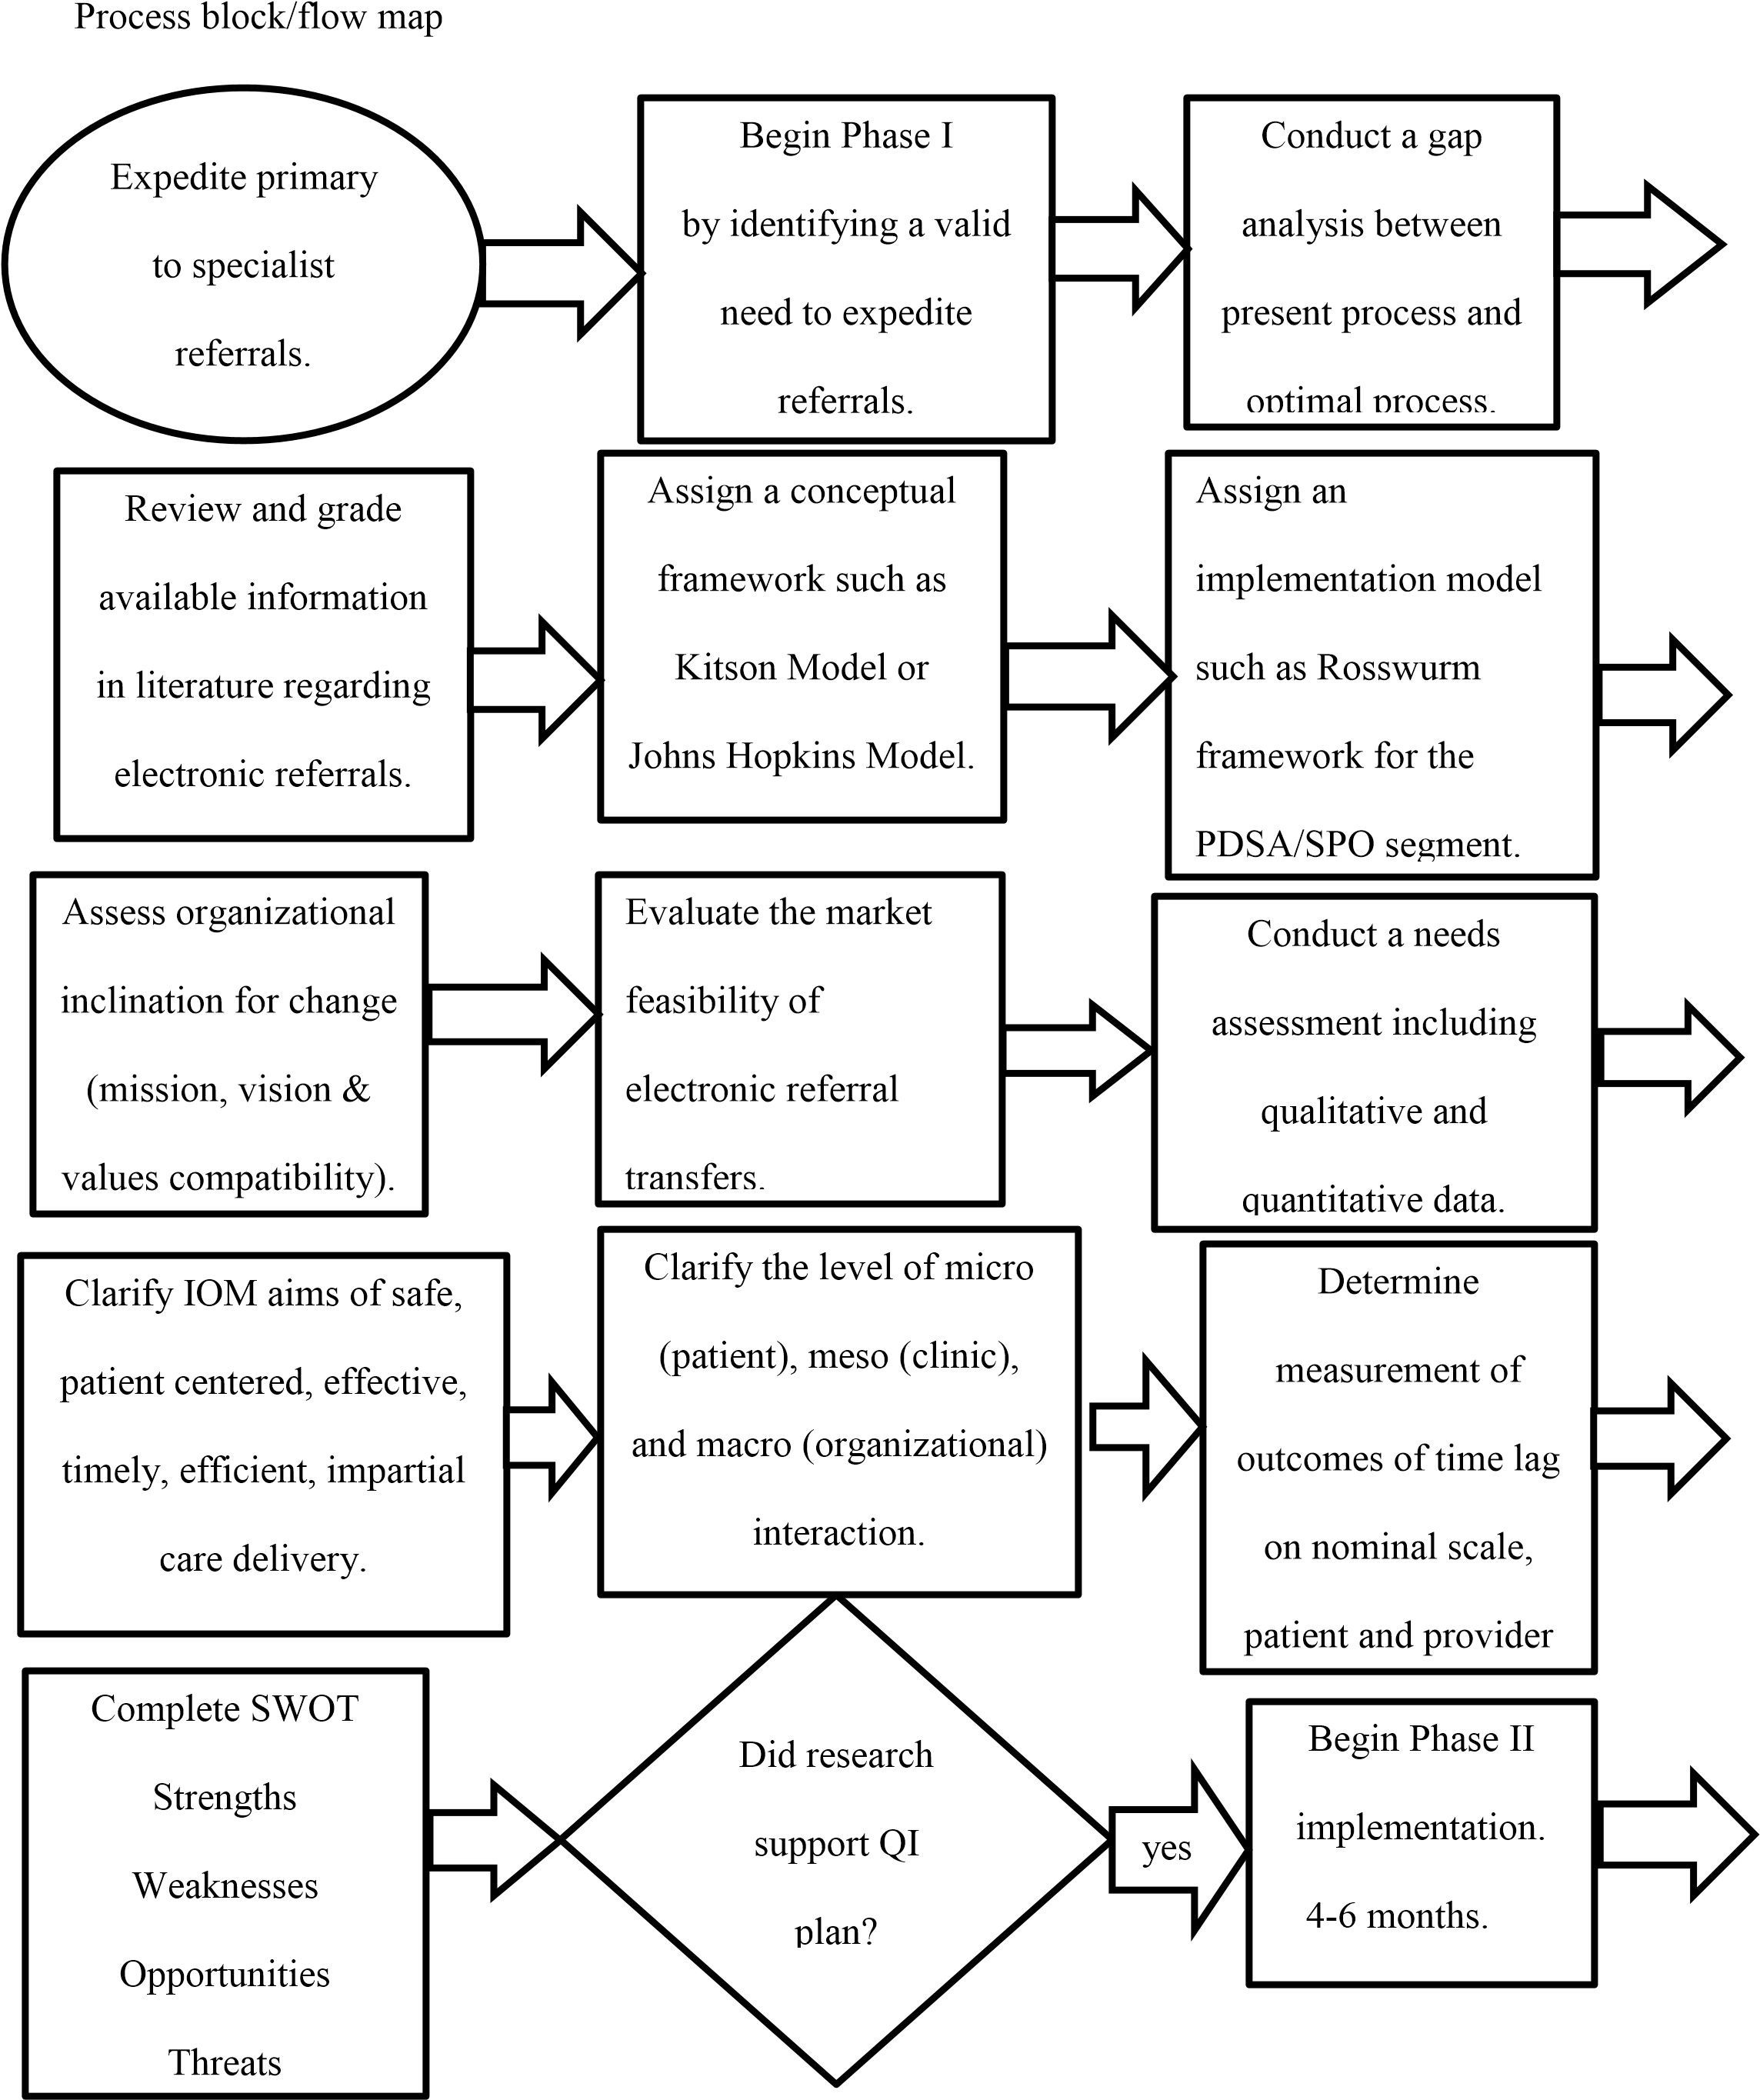 Process block/flow map
Expedite primary
to specialist
referrals.
Begin Phase I
by identifying a valid
need to expedite
referrals.
Conduct a gap
analysis between
present process and
optimal process.
Review and grade
available information
in literature regarding
electronic referrals.
Assign a conceptual
framework such as
Kitson Model or
Johns Hopkins Model.
Assign an
implementation model
such as Rosswurm
framework for the
PDSA/SPO segment.
Assess organizational
inclination for change
(mission, vision &
values compatibility).
Evaluate the market
feasibility of
electronic referral
transfers.
Conduct a needs
assessment including
qualitative and
quantitative data.
Clarify IOM aims of safe,
patient centered, effective,
timely, efficient, impartial
care delivery.
Clarify the level of micro
(patient), meso (clinic),
and macro (organizational)
interaction.
Determine
measurement of
outcomes of time lag
on nominal scale,
patient and provider
Complete SWOT
Strengths
Weaknesses
Opportunities
Threats
Did research
support QI
plan?
yes
Begin Phase II
implementation.
4-6 months.